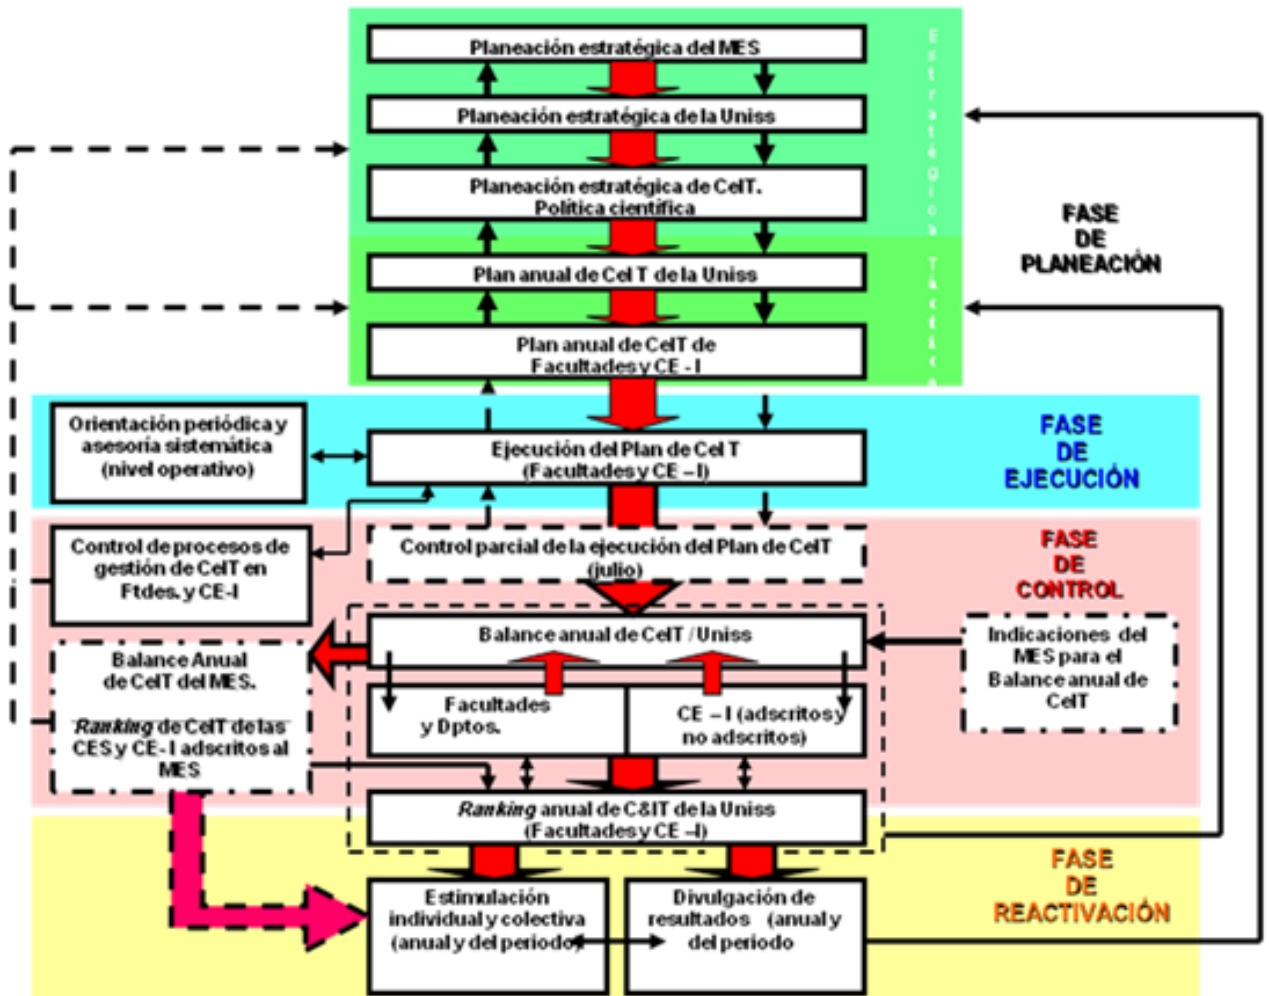 Planeación estratégica del MES
Planeación estratégica de la Uniss
Planeación estratégica de CeIT.
Política científica
Estratégica
Plan anual de CeI T de la Uniss
Plan anual de CeIT de
Facultades y CE - I
Táctica
FASE
DE
PLANEACIÓN
Orientación periódica y
asesoría sistemática
(nivel operativo)
Ejecución del Plan de CeI T
(Facultades y CE – I)
FASE
DE
EJECUCIÓN
Control de procesos de
gestión de CeIT en
Ftdes. y CE-I
Control parcial de la ejecución del Plan de CeIT
(julio)
FASE
DE
CONTROL
Balance anual de CeIT / Uniss
Facultades
y Dptos.
CE – I (adscritos y
no adscritos)
Indicaciones del
MES para el
Balance anual de
CeIT
Balance Anual
de CeIT del MES.
Ranking de CeIT de las
CES y CE-I adscritos al
MES
Ranking anual de C&IT de la Uniss
(Facultades y CE –I)
Estimulación
individual y colectiva
(anual y del periodo)
Divulgación de
resultados (anual y
del periodo
FASE
DE
REACTIVACIÓN